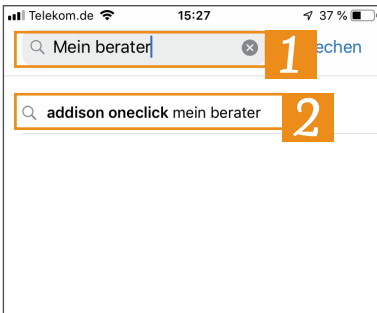 Telekom.de 15:27 37 %
Mein berater 1 echen
addison oneclick mein berater 2